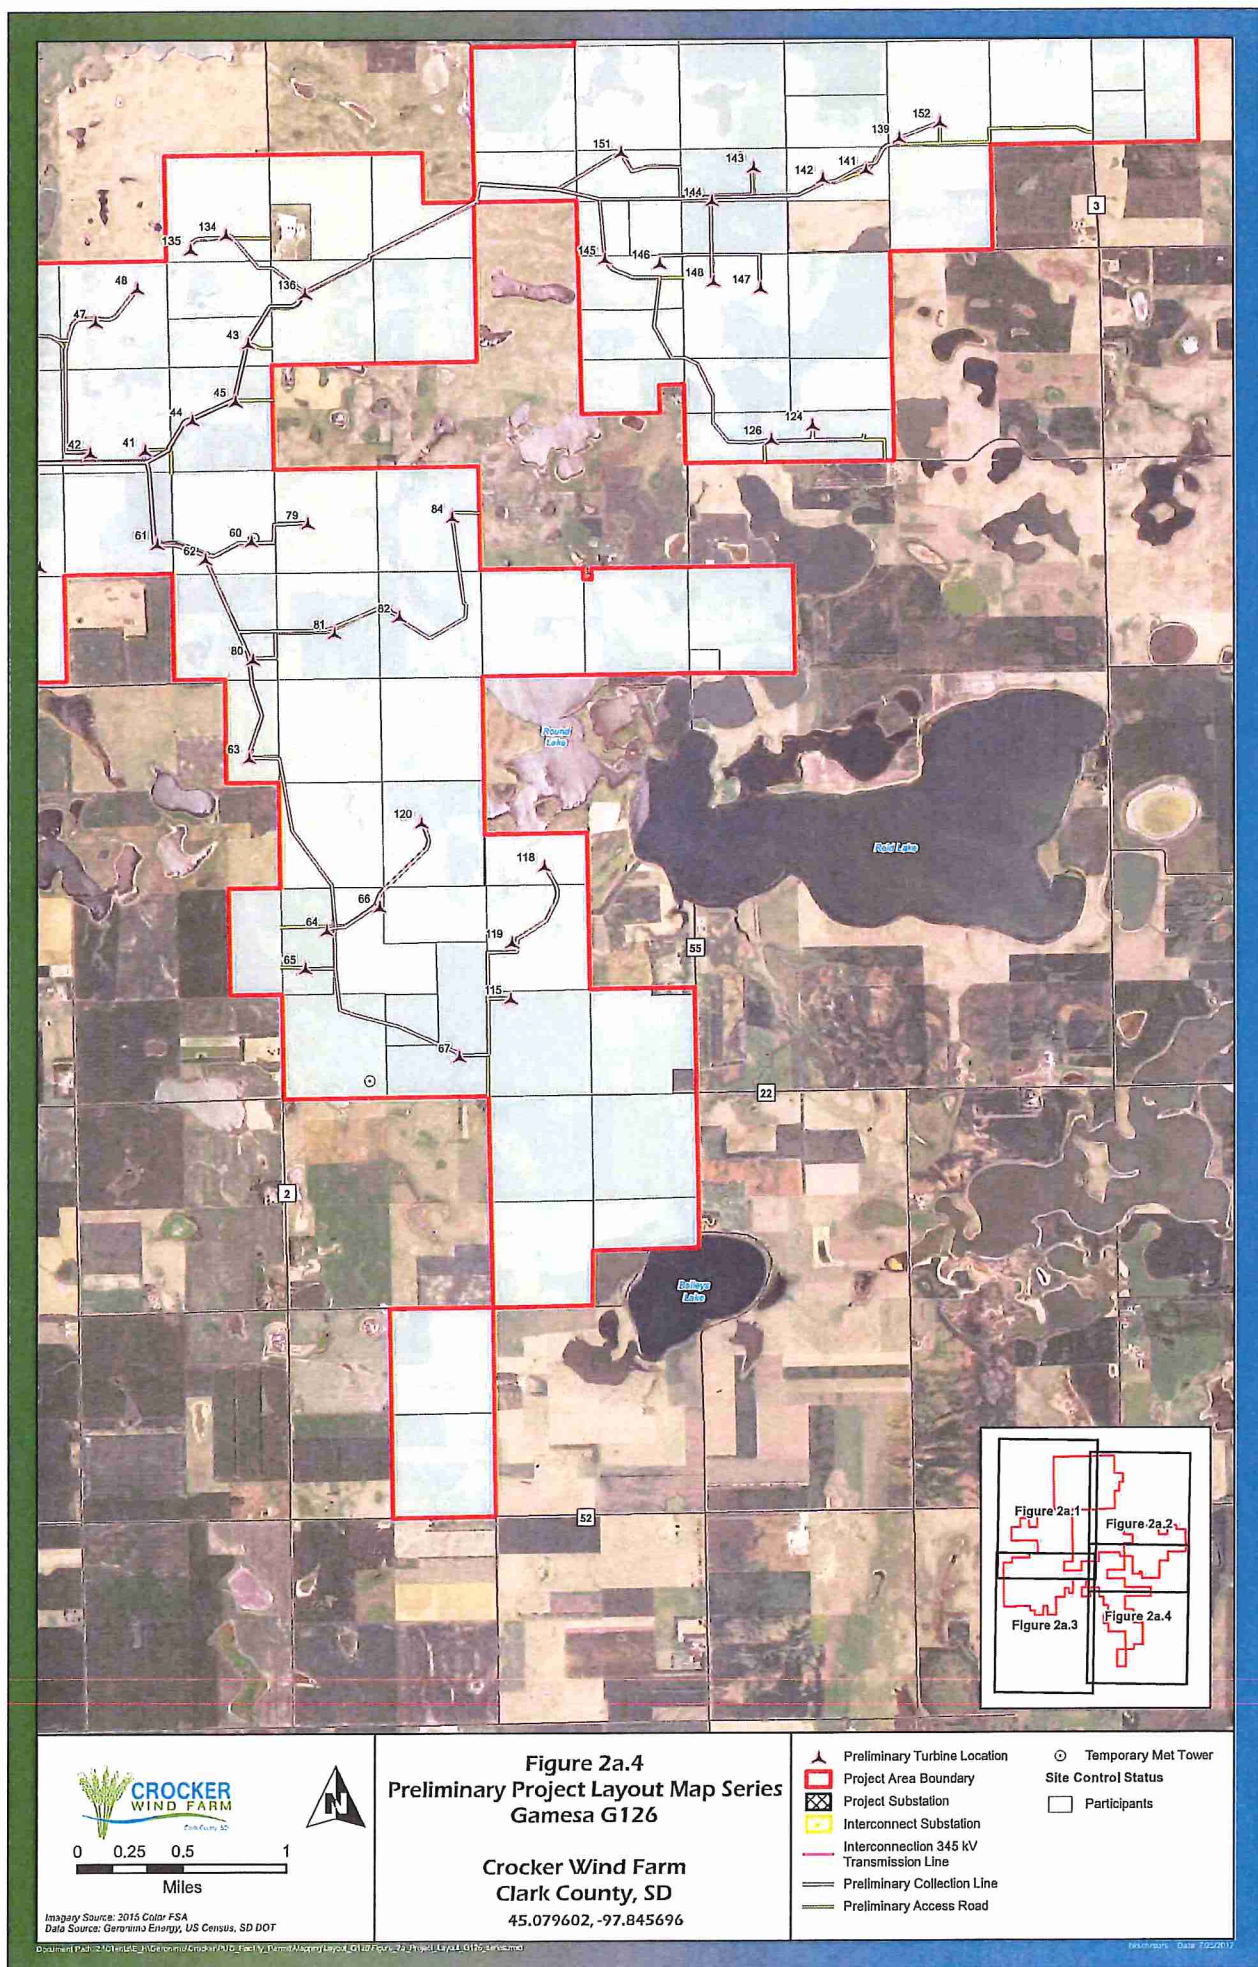 152
139
151
143
142
141
144
3
134
135
145
146
148
147
48
136
47
43
45
44
124
126
42
41
84
79
61
60
62
82
81
80
Round
Lake
63
120
Reid Lake
118
66
64
119
55
65
115
67
22
2
Baileys
Lake
52
Figure 2a.1
Figure 2a.2
Figure 2a.3
Figure 2a.4
CROCKER
WIND FARM
Clark County, SD
N
0 0.25 0.5 1
Miles
Imagery Source: 2015 Color FSA
Data Source: Geronimo Energy, US Census, SD DOT
Figure 2a.4
Preliminary Project Layout Map Series
Gamesa G126
Crocker Wind Farm
Clark County, SD
45.079602, -97.845696
Preliminary Turbine Location
Project Area Boundary
Project Substation
Interconnect Substation
Interconnection 345 kV
Transmission Line
Preliminary Collection Line
Preliminary Access Road
Temporary Met Tower
Site Control Status
Participants
Date: 7/25/2017